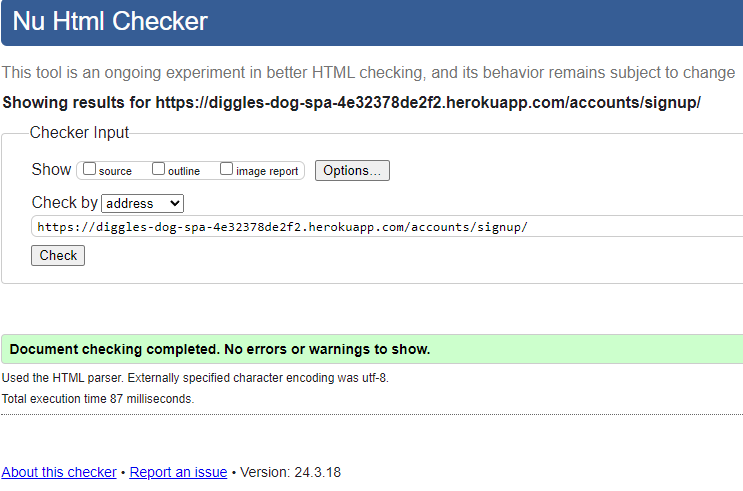 Nu Html Checker
This tool is an ongoing experiment in better HTML checking, and its behavior remains subject to change
Showing results for https://diggles-dog-spa-4e32378de2f2.herokuapp.com/accounts/signup/
Checker Input
Show source outline image report Options...
Check by address
https://diggles-dog-spa-4e32378de2f2.herokuapp.com/accounts/signup/
Check
Document checking completed. No errors or warnings to show.
Used the HTML parser. Externally specified character encoding was utf-8.
Total execution time 87 milliseconds.
About this checker • Report an issue • Version: 24.3.18